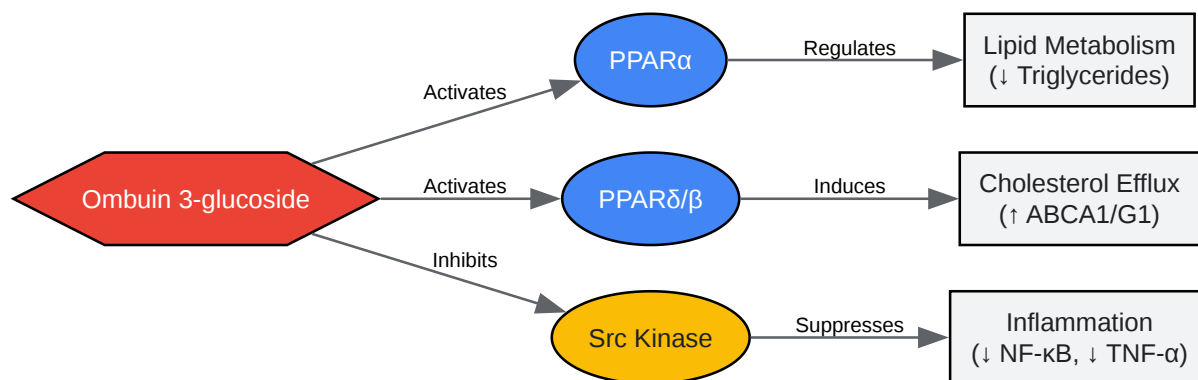 PPARα
Regulates
Lipid Metabolism
(↓ Triglycerides)
Activates
Ombuin 3-glucoside
Activates
PPARδ/β
Induces
Cholesterol Efflux
(↑ ABCA1/G1)
Inhibits
Src Kinase
Suppresses
Inflammation
(↓ NF-κB, ↓ TNF-α)